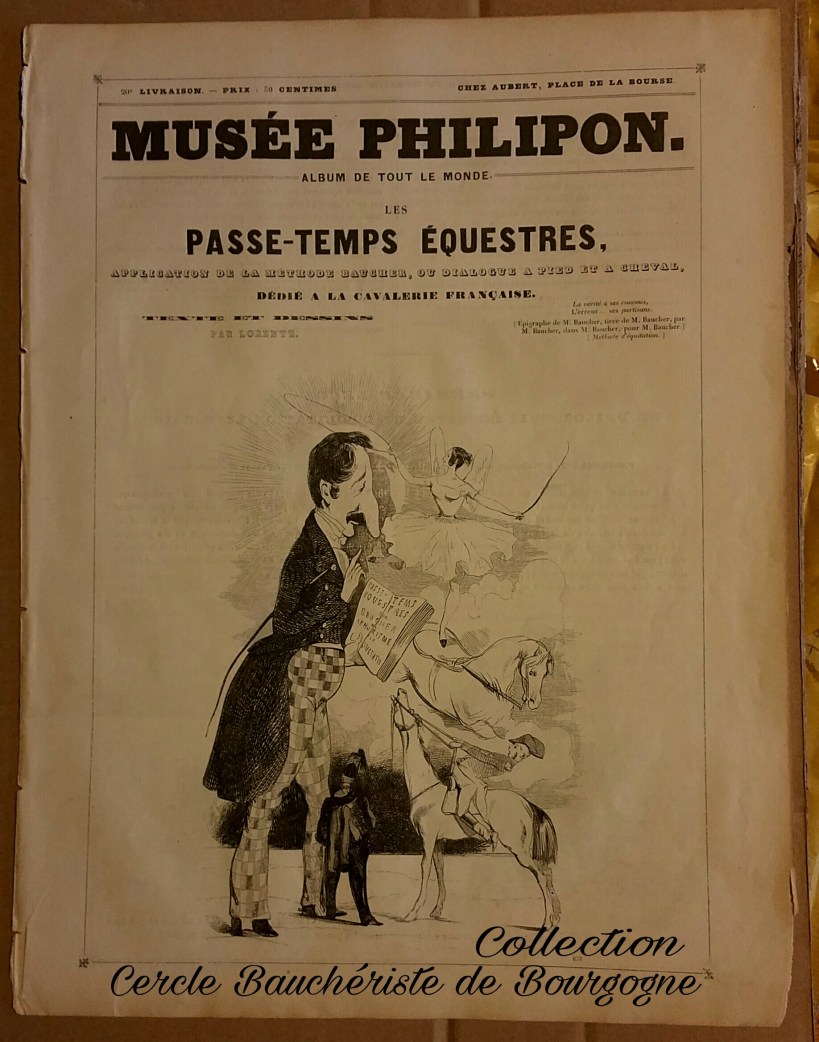 20e LIVRAISON. — PRIX : 50 CENTIMES
CHEZ AUBERT, PLACE DE LA BOURSE.
MUSÉE PHILIPON.
ALBUM DE TOUT LE MONDE.
LES
PASSE-TEMPS ÉQUESTRES,
APPLICATION DE LA MÉTHODE BAUCHER, OU DIALOGUE A PIED ET A CHEVAL,
DÉDIÉ A LA CAVALERIE FRANÇAISE.
La vérité a ses ennemis,
L'erreur... ses partisans.
[Épigraphe de M. Baucher, tirée de M. Baucher, par
M. Baucher, dans M. Baucher, pour M. Baucher.]
[Méthode d'équitation.]
TEXTE ET DESSINS
PAR LORENTZ.
PASSE-TEMPS
ÉQUESTRES
Collection
Cercle Bauchériste de Bourgogne